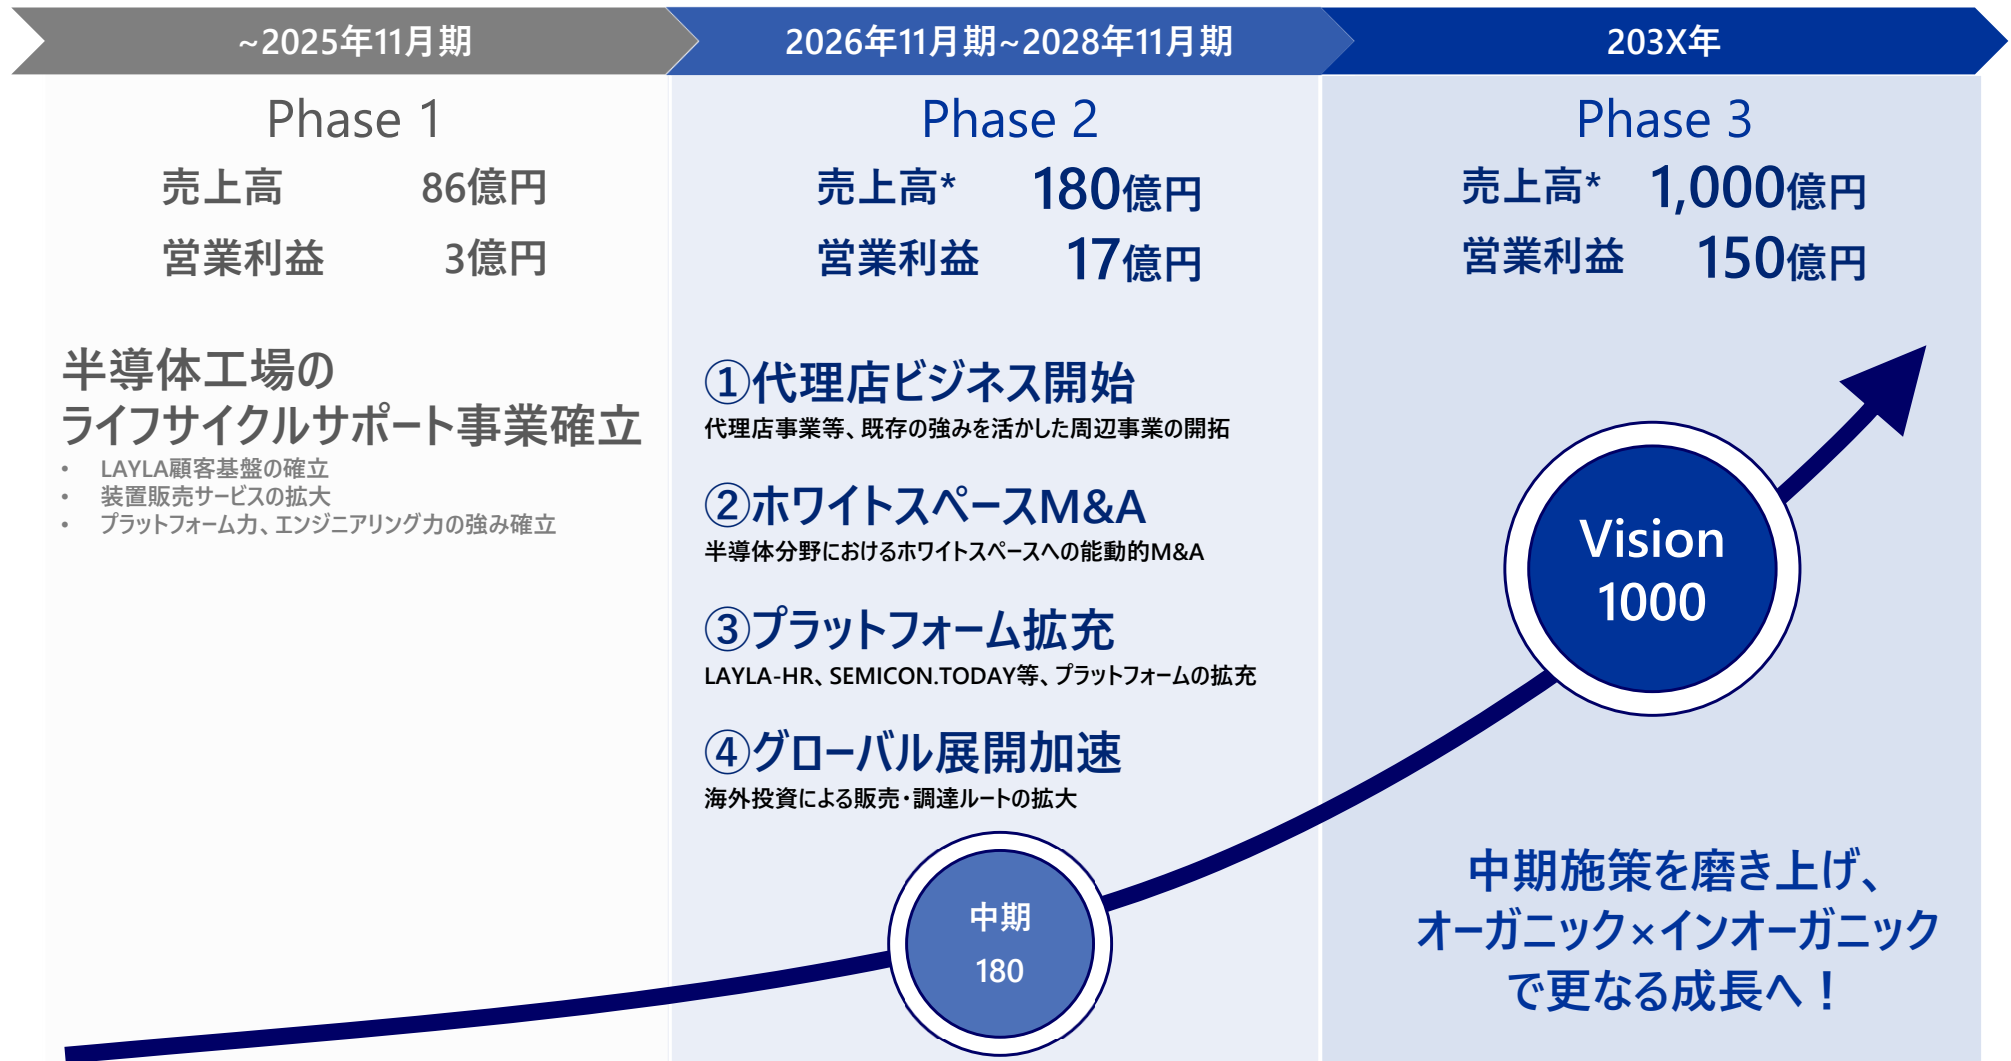 ~2025年11月期
2026年11月期~2028年11月期
203X年
Phase 1
売上高 86億円
営業利益 3億円
半導体工場の
ライフサイクルサポート事業確立
• LAYLA顧客基盤の確立
• 装置販売サービスの拡大
• プラットフォーム力、エンジニアリング力の強み確立
Phase 2
売上高* 180億円
営業利益 17億円
①代理店ビジネス開始
代理店事業等、既存の強みを活かした周辺事業の開拓
②ホワイトスペースM&A
半導体分野におけるホワイトスペースへの能動的M&A
③プラットフォーム拡充
LAYLA-HR、SEMICON.TODAY等、プラットフォームの拡充
④グローバル展開加速
海外投資による販売・調達ルートの拡大
中期
180
Phase 3
売上高* 1,000億円
営業利益 150億円
Vision
1000
中期施策を磨き上げ、
オーガニック×インオーガニック
で更なる成長へ！